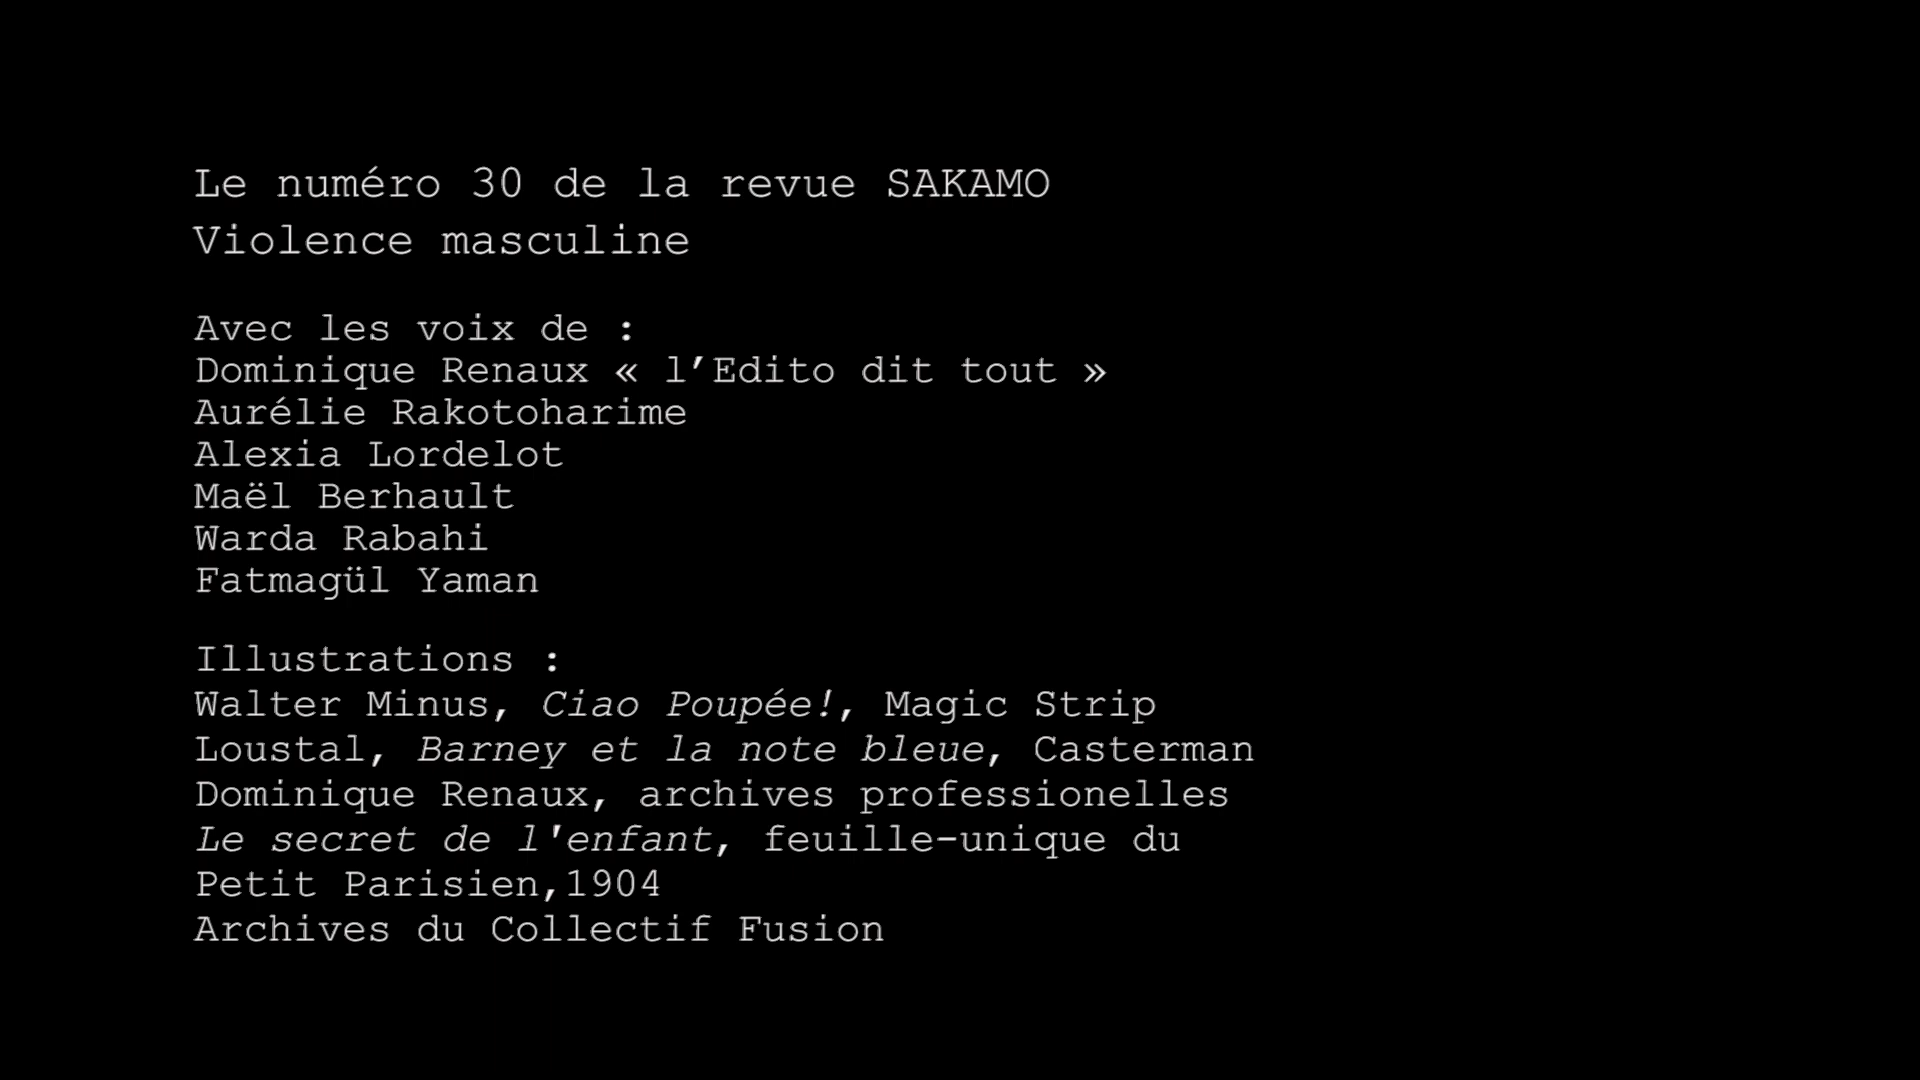 Le numéro 30 de la revue SAKAMO
Violence masculine
Avec les voix de :
Dominique Renaux « l’Edito dit tout »
Aurélie Rakotoharime
Alexia Lordelot
Maël Berhault
Warda Rabahi
Fatmagül Yaman
Illustrations :
Walter Minus, Ciao Poupée!, Magic Strip
Loustal, Barney et la note bleue, Casterman
Dominique Renaux, archives professionelles
Le secret de l'enfant, feuille-unique du
Petit Parisien,1904
Archives du Collectif Fusion